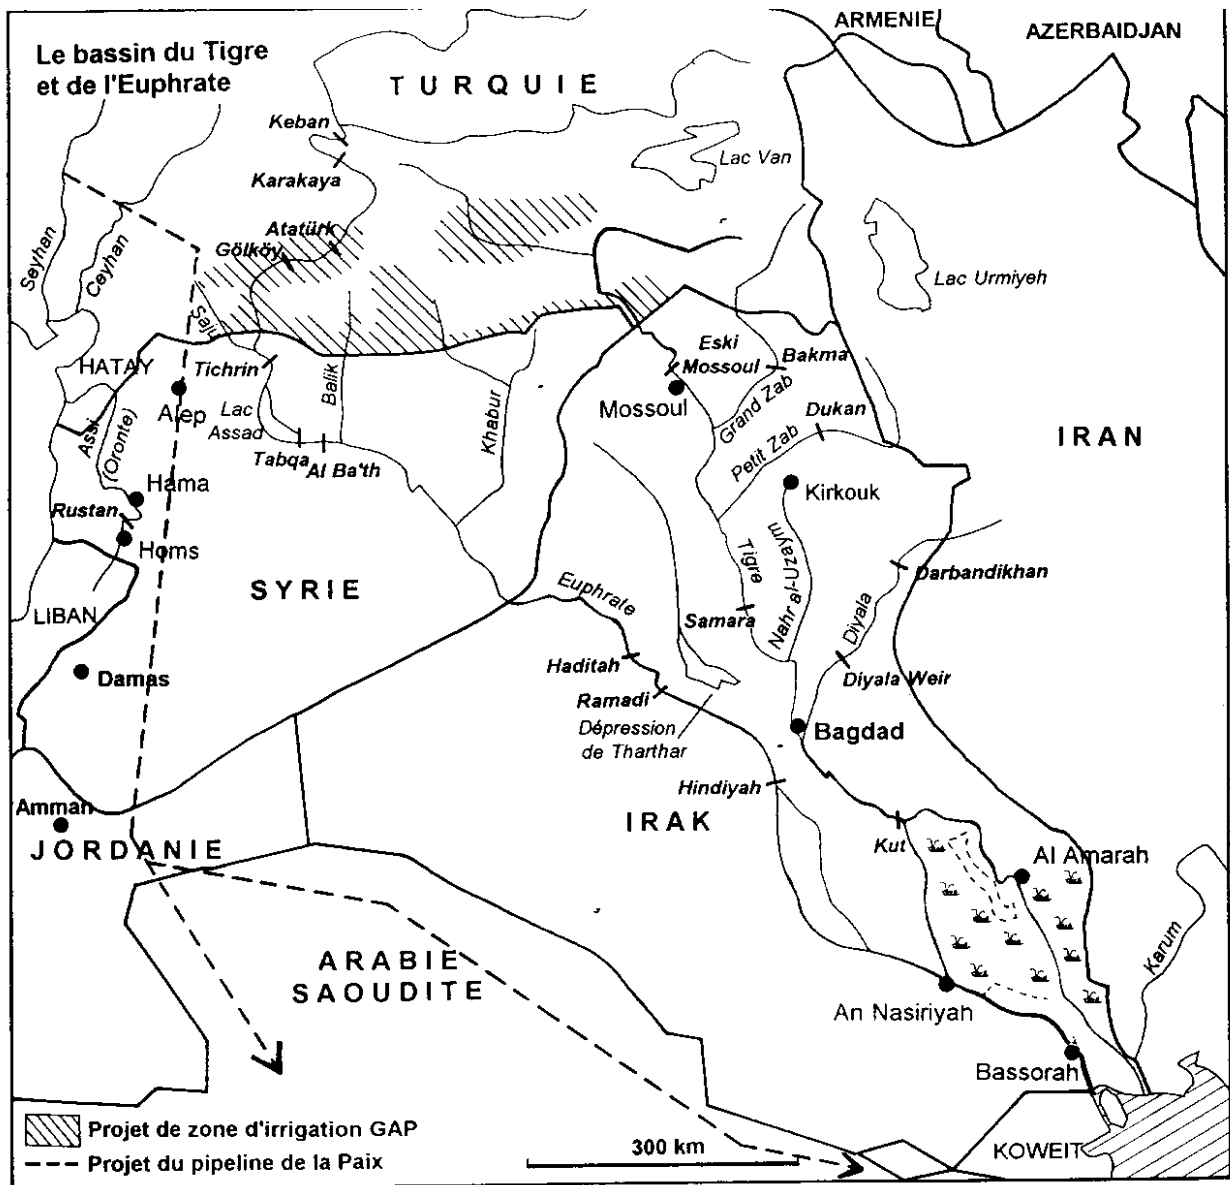 Le bassin du Tigre
et de l'Euphrate
ARMENIE
AZERBAIDJAN
TURQUIE
Keban
Karakaya
Lac Van
Atatürk
Gölköy
Seyhan
Ceyhan
Lac Urmiyeh
Sajur
HATAY
Tichrin
Balik
Eski
Mossoul
Bakma
Alep
Lac
Assad
Khabur
Mossoul
Grand Zab
Dukan
Assi
(Oronte)
Tabqa
Al Ba'th
Petit Zab
IRAN
Hama
Kirkouk
Rustan
Homs
Tigre
Nahr al-Uzaym
Darbandikhan
SYRIE
Euphrate
Diyala
LIBAN
Samara
Haditah
Diyala Weir
Damas
Ramadi
Dépression
de Tharthar
Bagdad
Hindiyah
Amman
IRAK
JORDANIE
Kut
Al Amarah
Karum
ARABIE
SAOUDITE
An Nasiriyah
Bassorah
Projet de zone d'irrigation GAP
Projet du pipeline de la Paix
300 km
KOWEIT